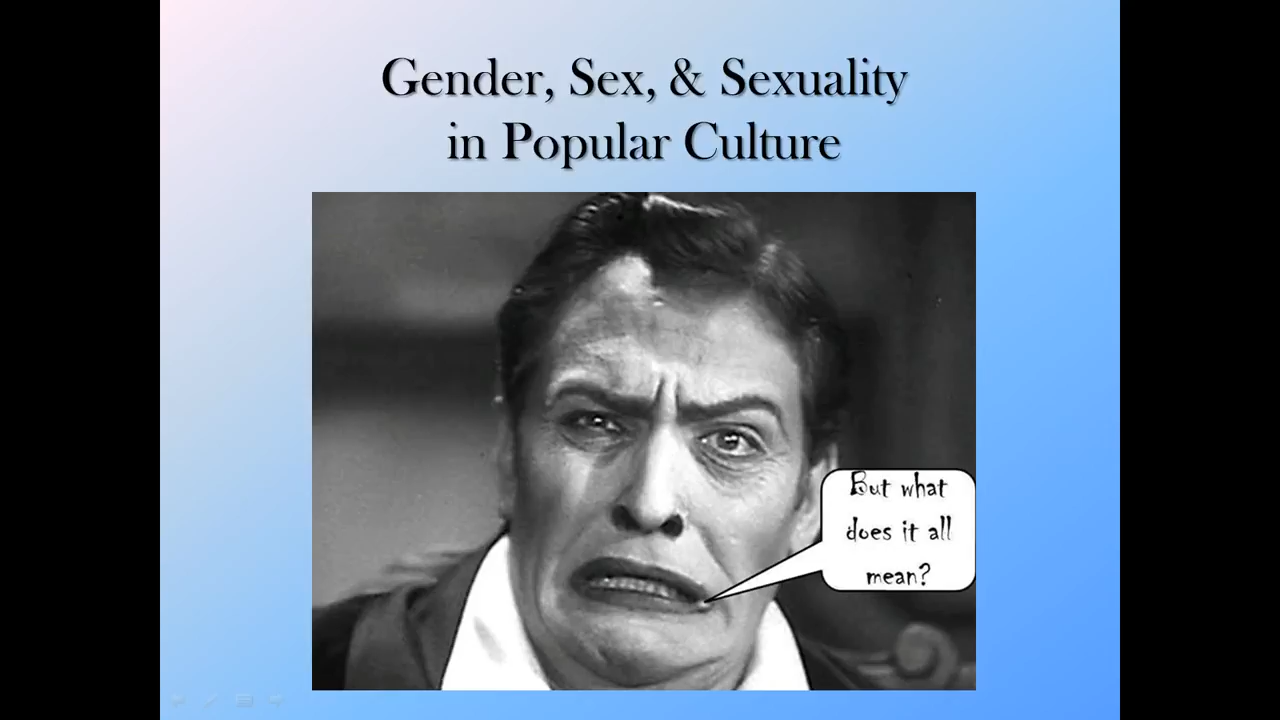 Gender, Sex, & Sexuality
in Popular Culture
But what
does it all
mean?